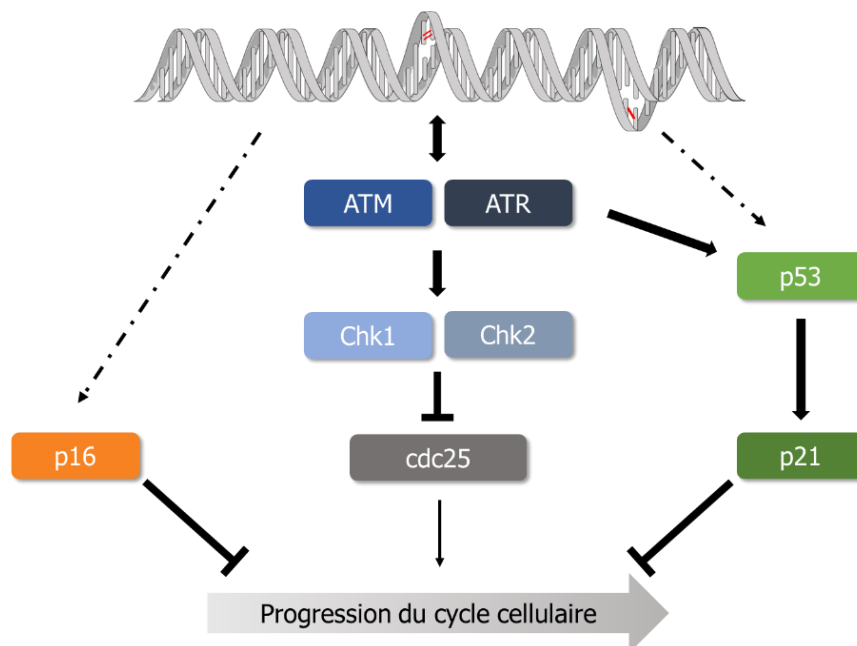 ATM
ATR
p53
Chk1
Chk2
p16
cdc25
p21
Progression du cycle cellulaire